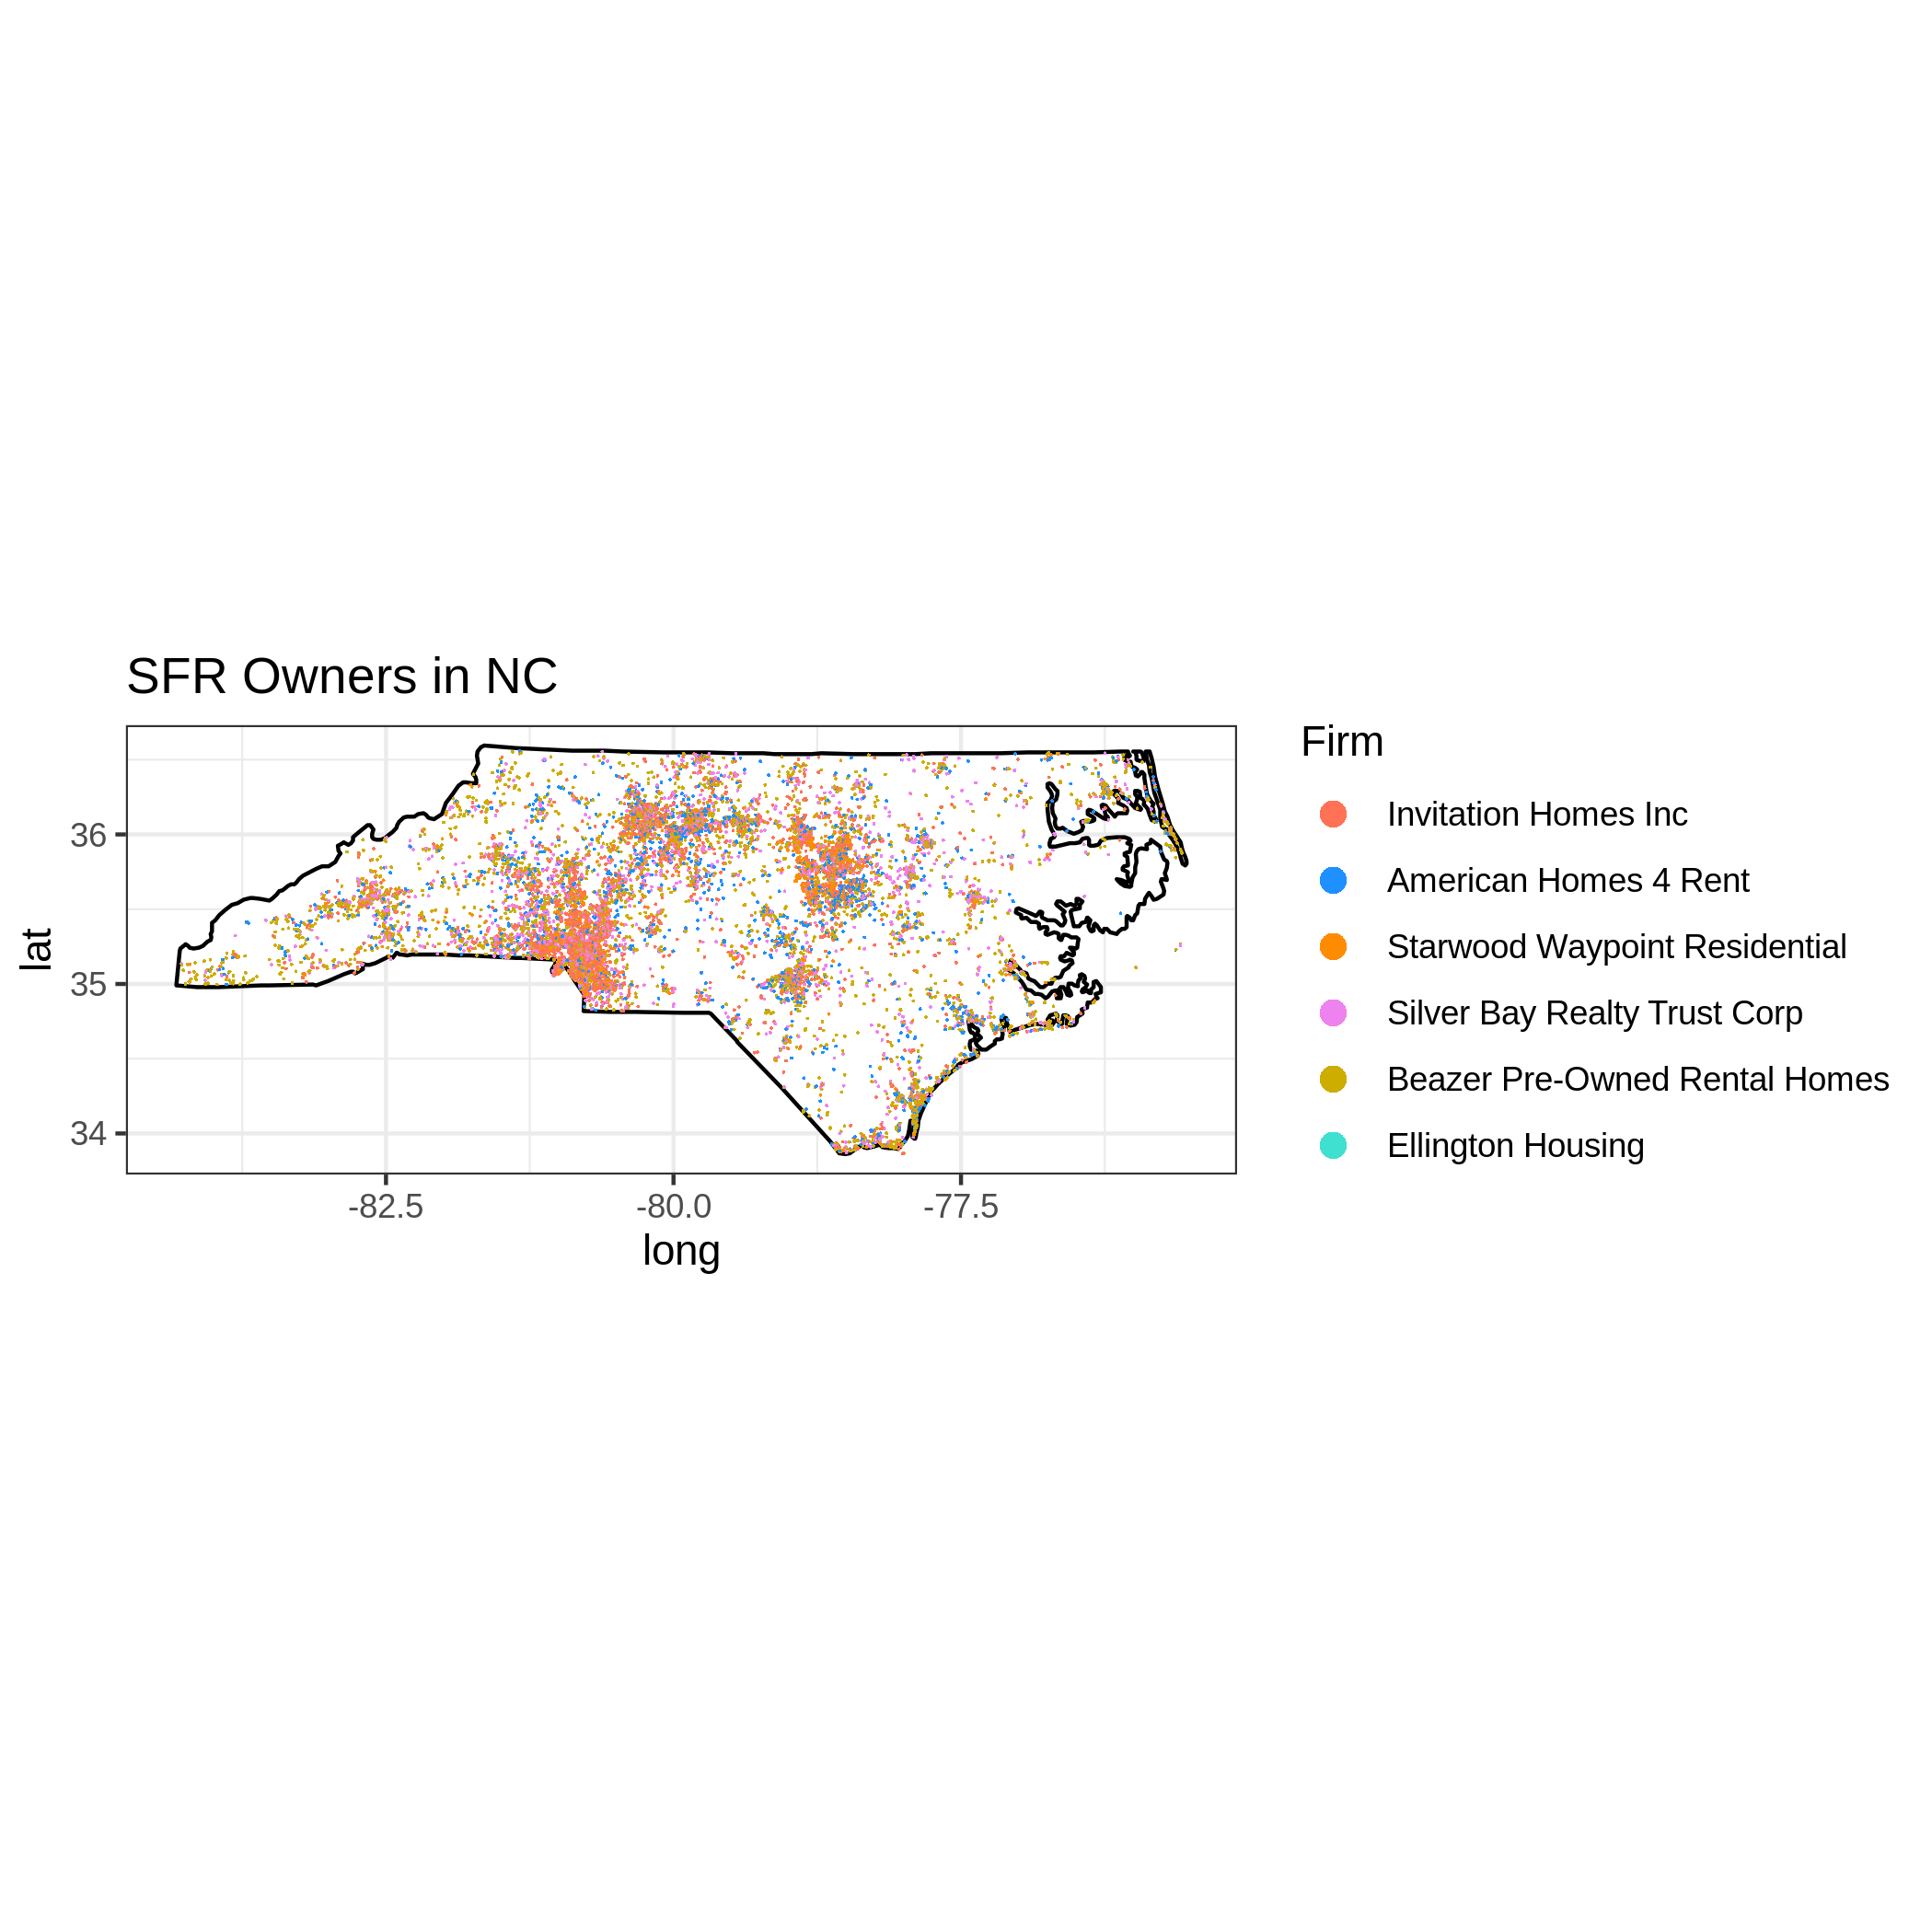 SFR Owners in NC
Firm
Invitation Homes Inc
American Homes 4 Rent
Starwood Waypoint Residential
Silver Bay Realty Trust Corp
Beazer Pre-Owned Rental Homes
Ellington Housing
lat
36
35
34
-82.5
-80.0
-77.5
long